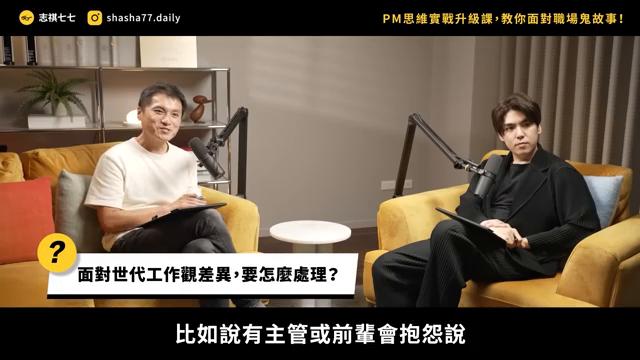 志祺七七
shasha77.daily
PM思維實戰升級課,教你面對職場鬼故事!
?
面對世代工作觀差異,要怎麼處理?
比如說有主管或前輩會抱怨說